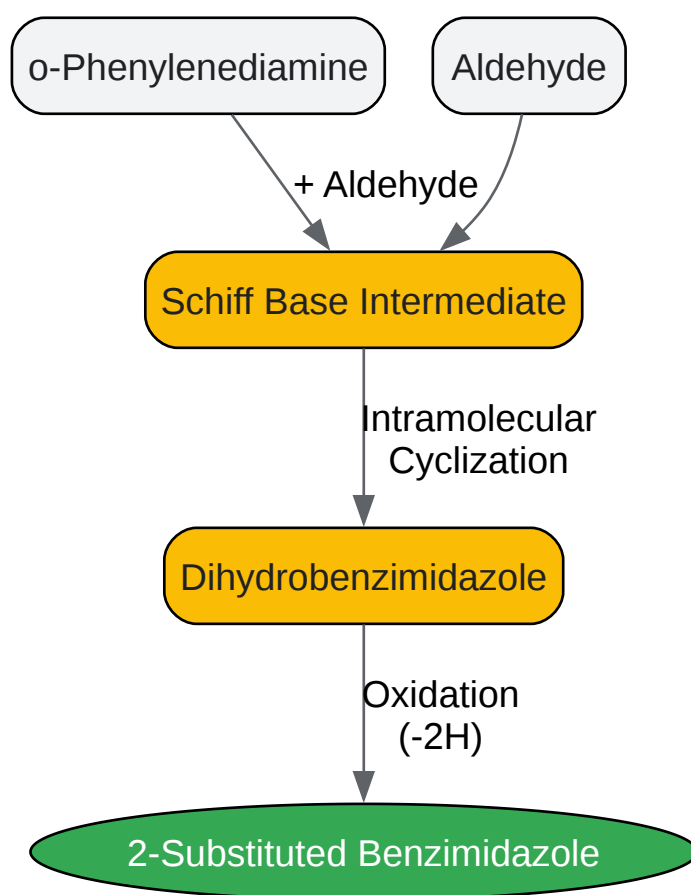 o-Phenylenediamine
Aldehyde
+ Aldehyde
Schiff Base Intermediate
Intramolecular
Cyclization
Dihydrobenzimidazole
Oxidation
(-2H)
2-Substituted Benzimidazole